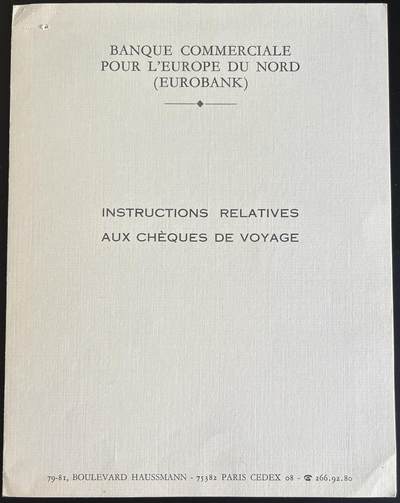 BANQUE COMMERCIALE
POUR L'EUROPE DU NORD
(EUROBANK)
INSTRUCTIONS RELATIVES
AUX CHÈQUES DE VOYAGE
79-81, BOULEVARD HAUSSMANN - 75382 PARIS CEDEX 08 - ☎ 266.92.80